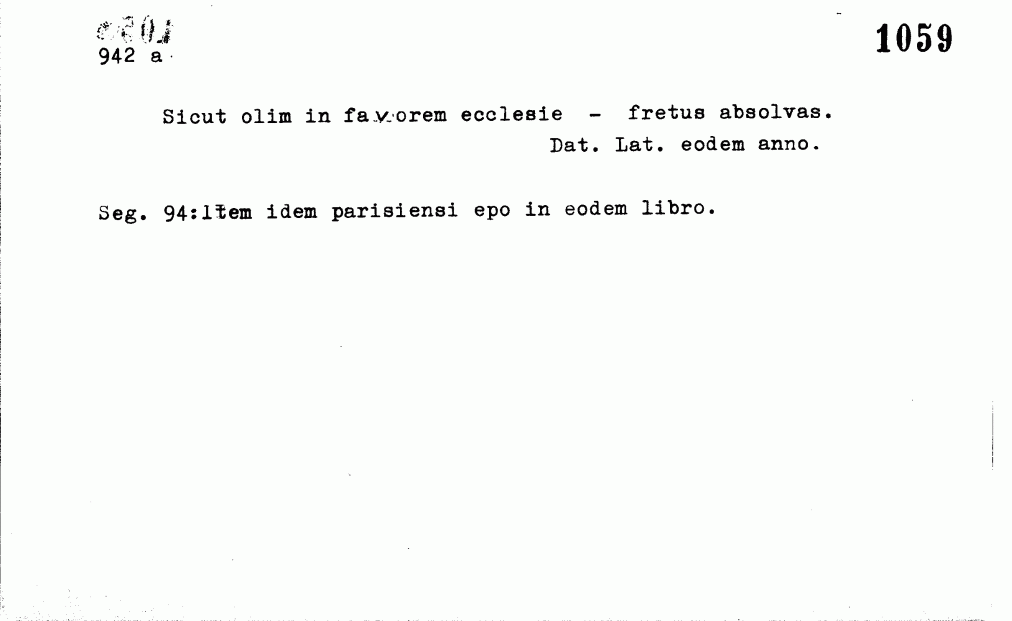 1059
942 a
Sicut olim in favorem ecclesie - fretus absolvas.
Dat. Lat. eodem anno.
Seg. 94:Item idem parisiensi epo in eodem libro.